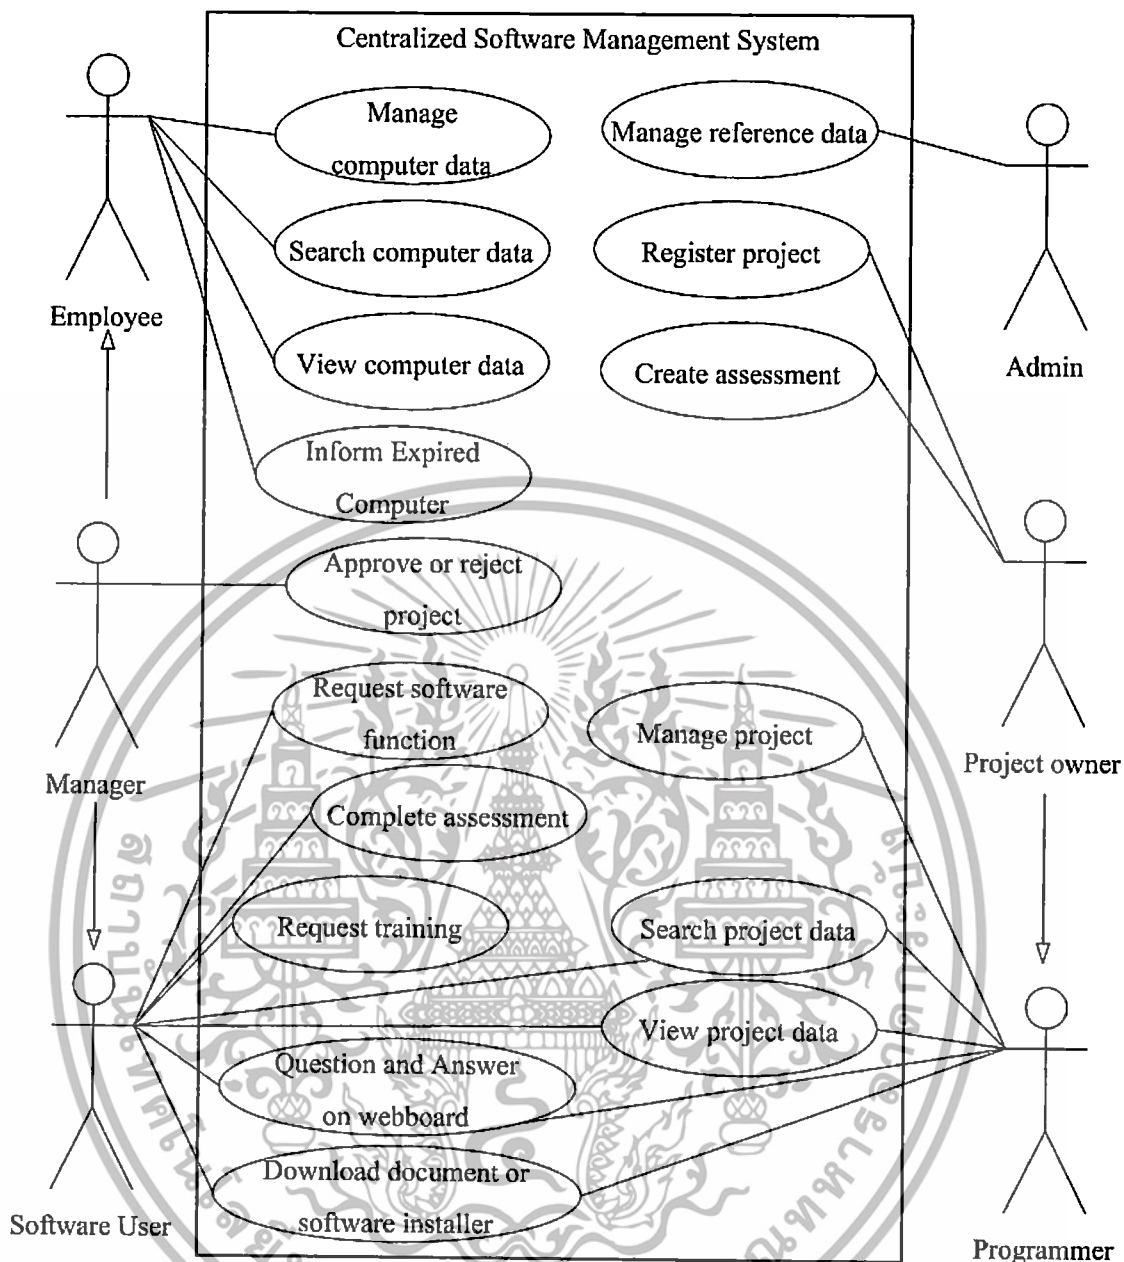 Centralized Software Management System
Manage
computer data
Manage reference data
Search computer data
Register project
Employee
View computer data
Create assessment
Admin
Inform Expired
Computer
Approve or reject
project
Request software
function
Manage project
Manager
Project owner
Complete assessment
Request training
Search project data
View project data
Question and Answer
on webboard
Download document or
software installer
Software User
Programmer